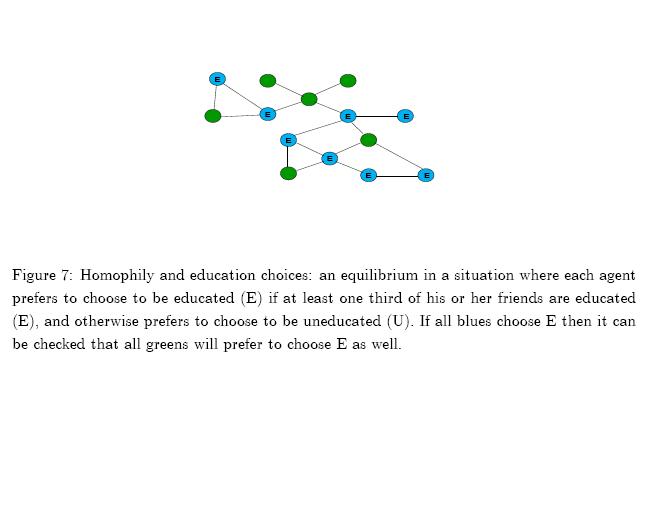 E
E
E
E
E
E
E
E
Figure 7: Homophily and education choices: an equilibrium in a situation where each agent
prefers to choose to be educated (E) if at least one third of his or her friends are educated
(E), and otherwise prefers to choose to be uneducated (U). If all blues choose E then it can
be checked that all greens will prefer to choose E as well.